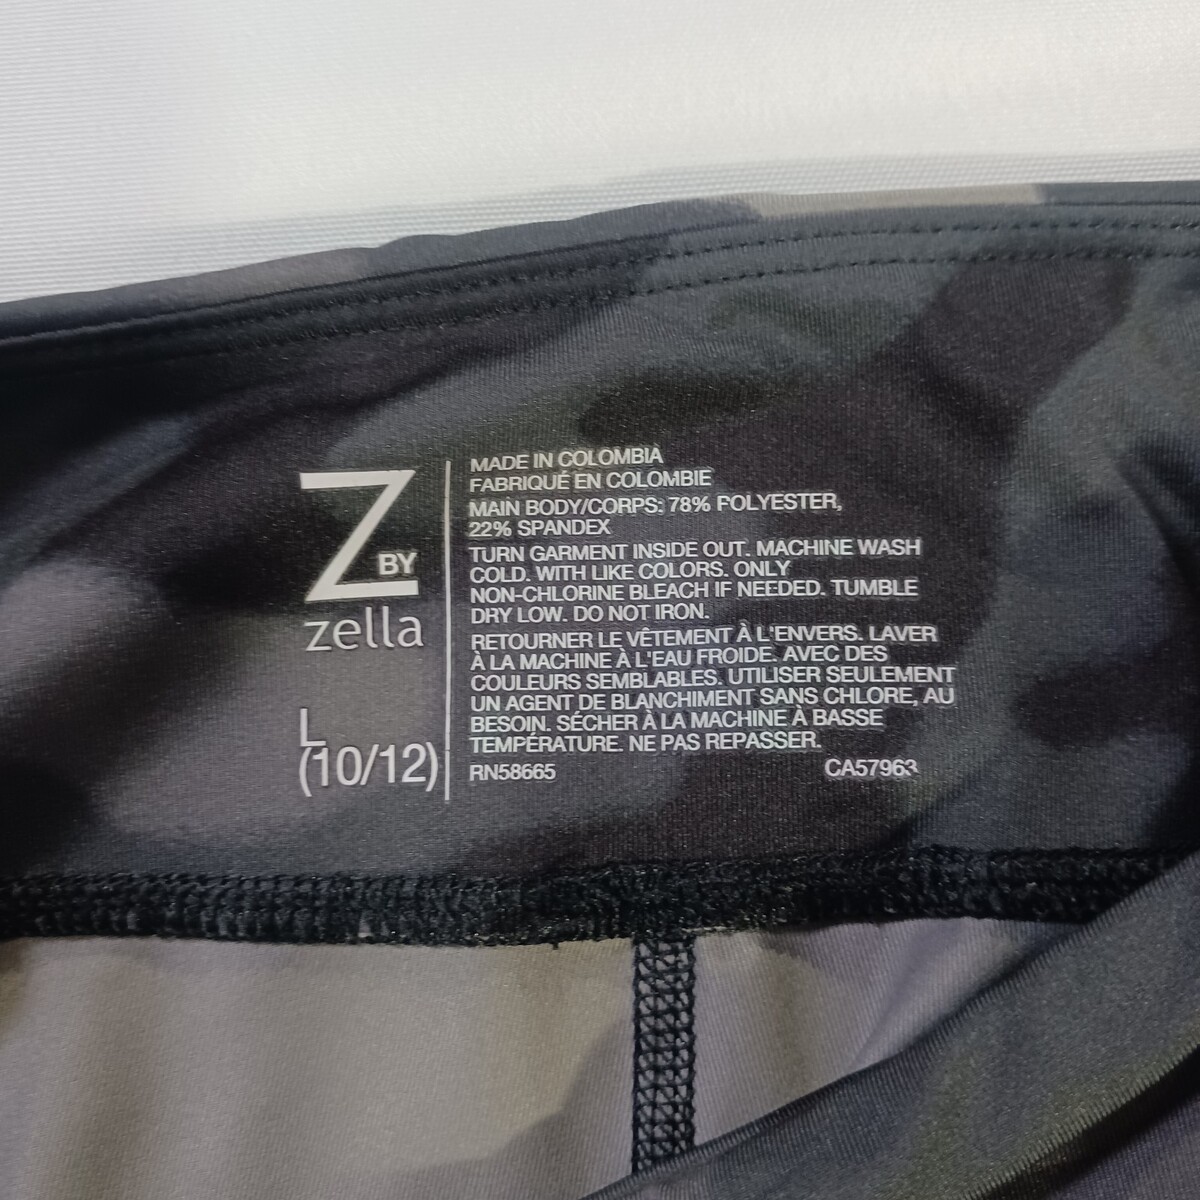 Z BY
zella
L
(10/12)
MADE IN COLOMBIA
FABRIQUÉ EN COLOMBIE
MAIN BODY/CORPS: 78% POLYESTER,
22% SPANDEX
TURN GARMENT INSIDE OUT. MACHINE WASH
COLD. WITH LIKE COLORS. ONLY
NON-CHLORINE BLEACH IF NEEDED. TUMBLE
DRY LOW. DO NOT IRON.
RETOURNER LE VÊTEMENT À L'ENVERS. LAVER
À LA MACHINE À L'EAU FROIDE. AVEC DES
COULEURS SEMBLABLES. UTILISER SEULEMENT
UN AGENT DE BLANCHIMENT SANS CHLORE, AU
BESOIN. SÉCHER À LA MACHINE À BASSE
TEMPÉRATURE. NE PAS REPASSER.
RN58665 CA57963